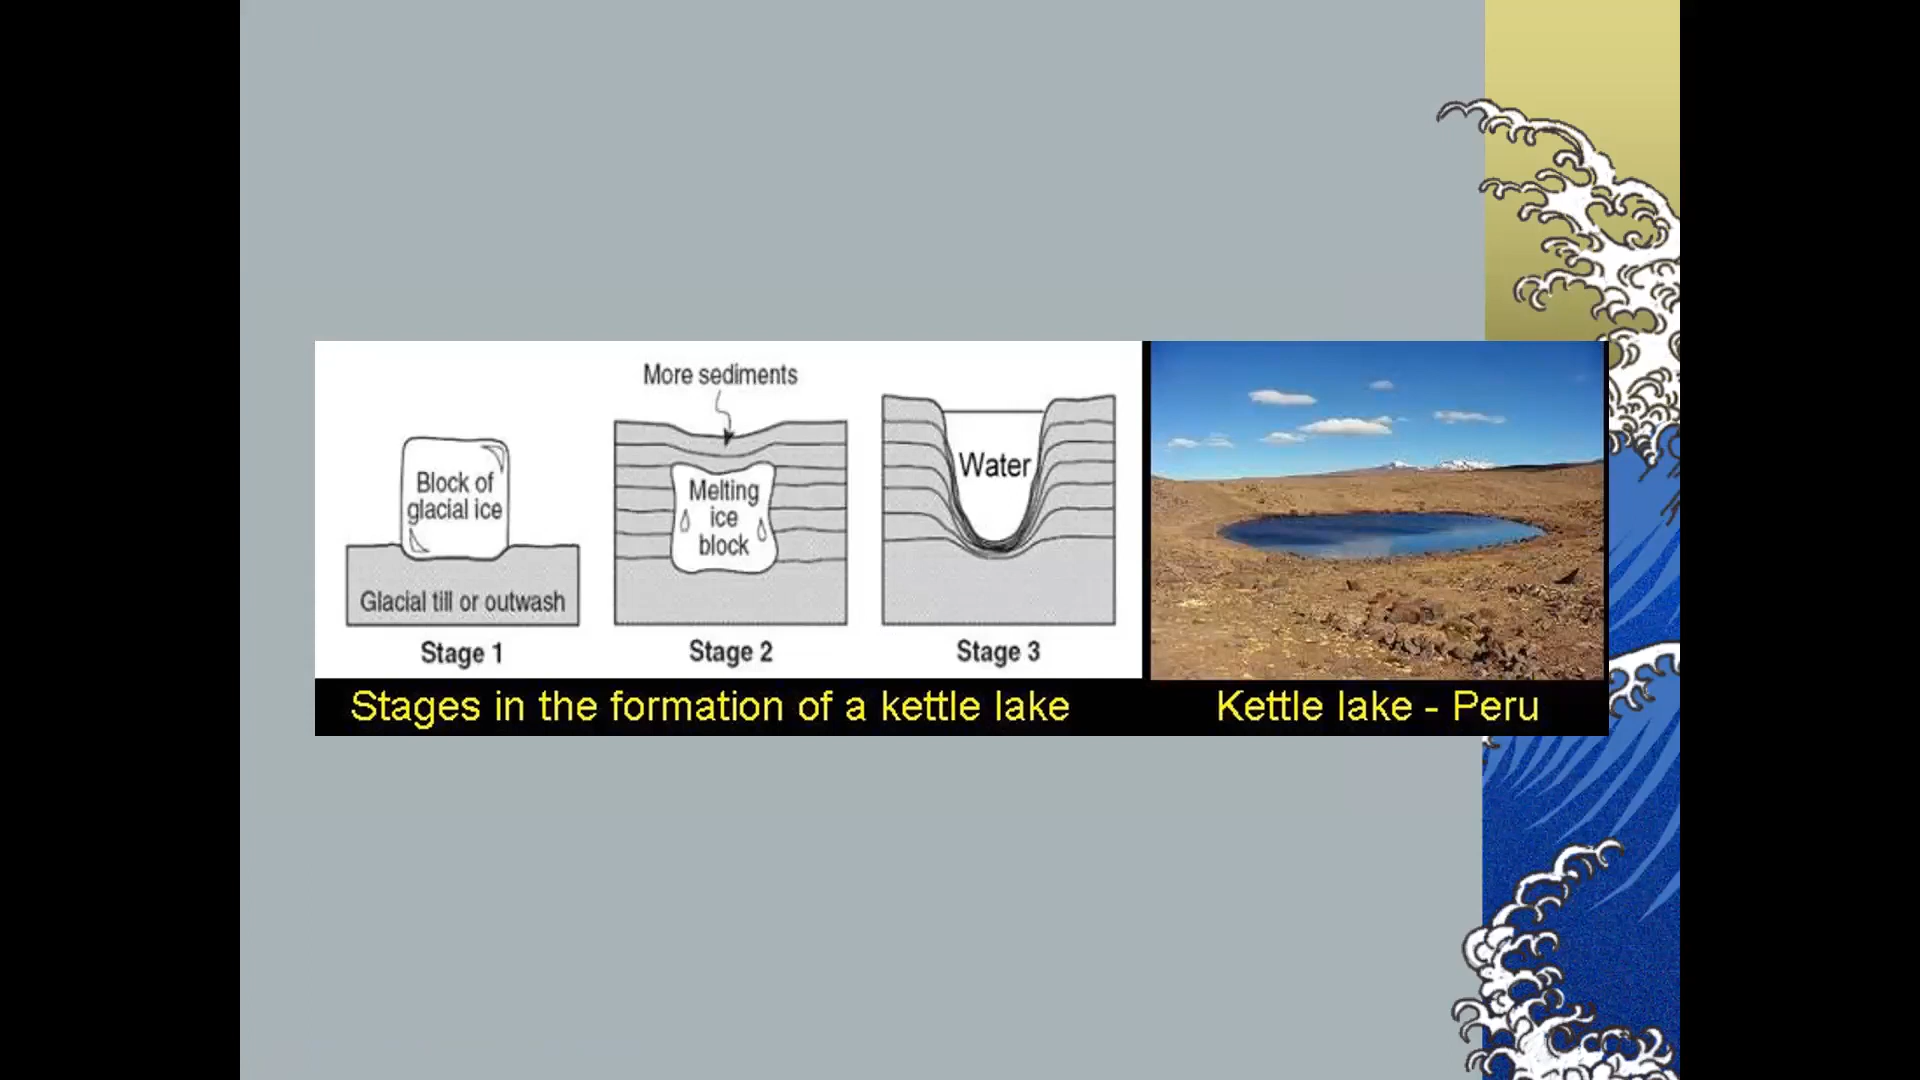 More sediments
Block of
glacial ice
Glacial till or outwash
Stage 1
Melting
ice
block
Stage 2
Water
Stage 3
Stages in the formation of a kettle lake
Kettle lake - Peru